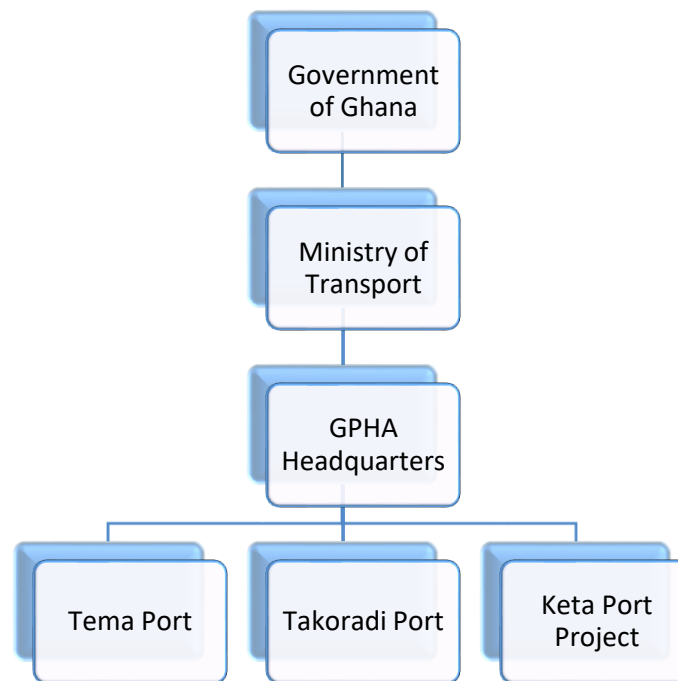 Government
of Ghana
Ministry of
Transport
GPHA
Headquarters
Tema Port
Takoradi Port
Keta Port
Project